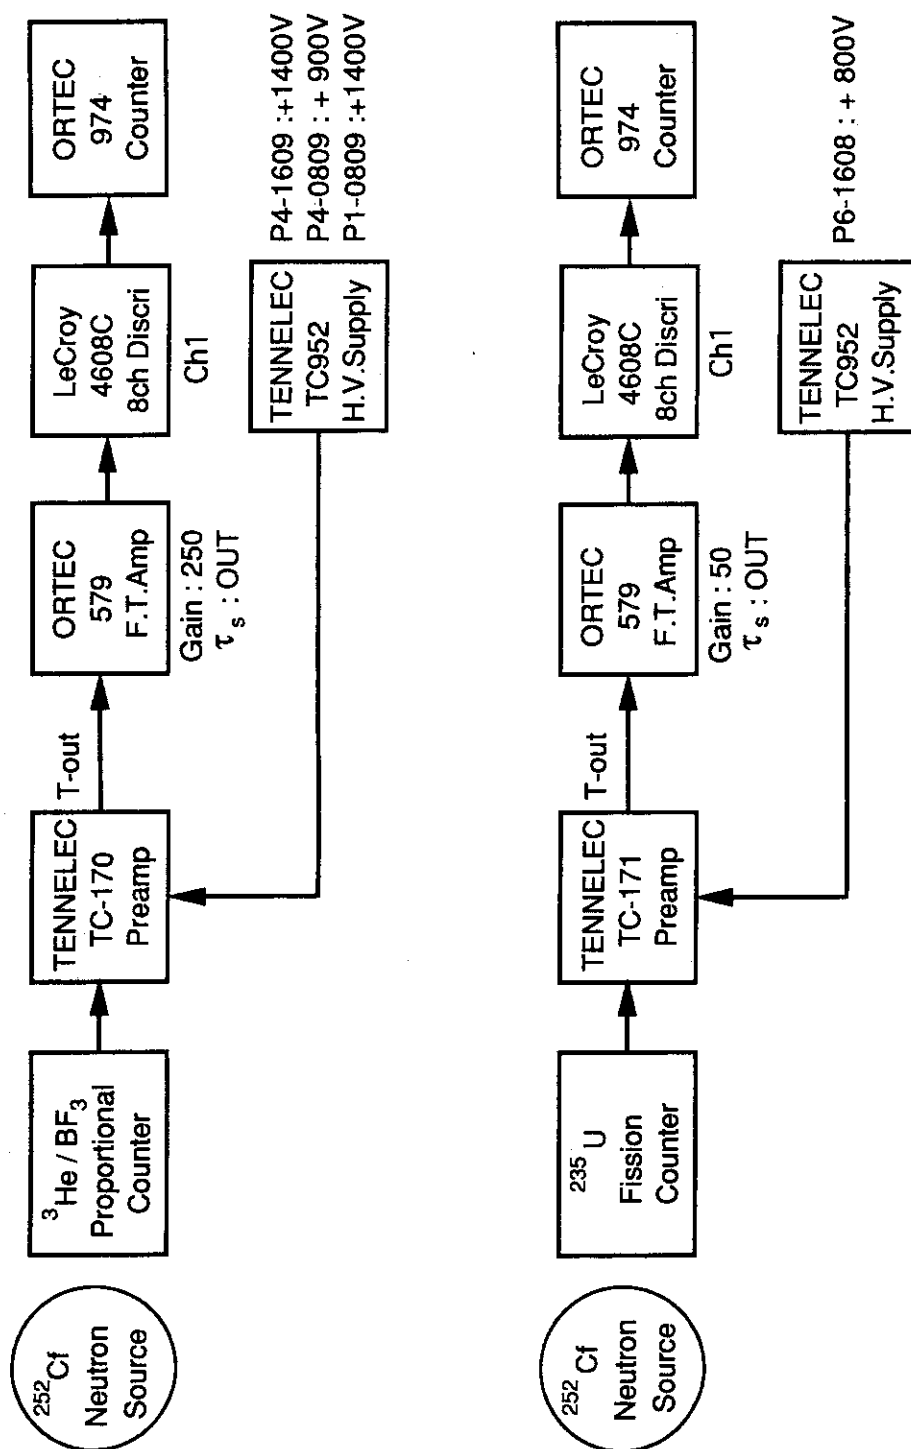 252Cf
Neutron
Source
3He / BF3
Proportional
Counter
TENNELEC
TC-170
Preamp
T-out
ORTEC
579
F.T.Amp
Gain : 250
τs : OUT
LeCroy
4608C
8ch Discri
Ch1
ORTEC
974
Counter
TENNELEC
TC952
H.V.Supply
P4-1609 :+1400V
P4-0809 : + 900V
P1-0809 :+1400V
252Cf
Neutron
Source
235U
Fission
Counter
TENNELEC
TC-171
Preamp
T-out
ORTEC
579
F.T.Amp
Gain : 50
τs : OUT
LeCroy
4608C
8ch Discri
Ch1
ORTEC
974
Counter
TENNELEC
TC952
H.V.Supply
P6-1608 : + 800V